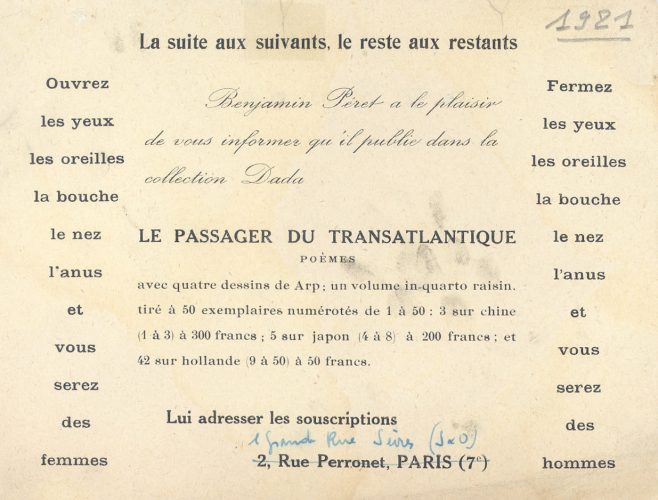 1921
La suite aux suivants, le reste aux restants
Ouvrez
les yeux
les oreilles
la bouche
le nez
l'anus
et
vous
serez
des
femmes
Benjamin Péret a le plaisir
de vous informer qu'il publie dans la
collection Dada
LE PASSAGER DU TRANSATLANTIQUE
POÈMES
avec quatre dessins de Arp; un volume in-quarto raisin.
tiré à 50 exemplaires numérotés de 1 à 50 : 3 sur chine
(1 à 3) à 300 francs ; 5 sur japon (4 à 8) à 200 francs ; et
42 sur hollande (9 à 50) à 50 francs.
Lui adresser les souscriptions
1 Grande Rue Sèvres (S&O)
2, Rue Perronet, PARIS (7e)
Fermez
les yeux
les oreilles
la bouche
le nez
l'anus
et
vous
serez
des
hommes